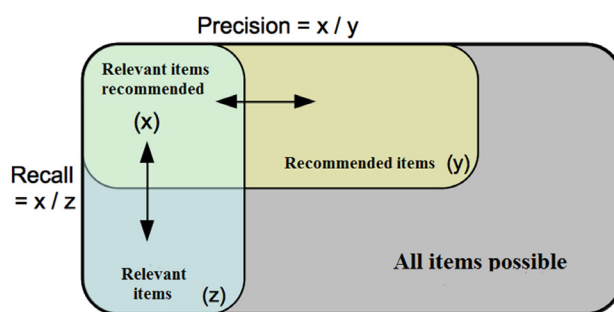 Precision = x / y
Relevant items
recommended
(x)
Recommended items (y)
Recall
= x / z
All items possible
Relevant
items (z)